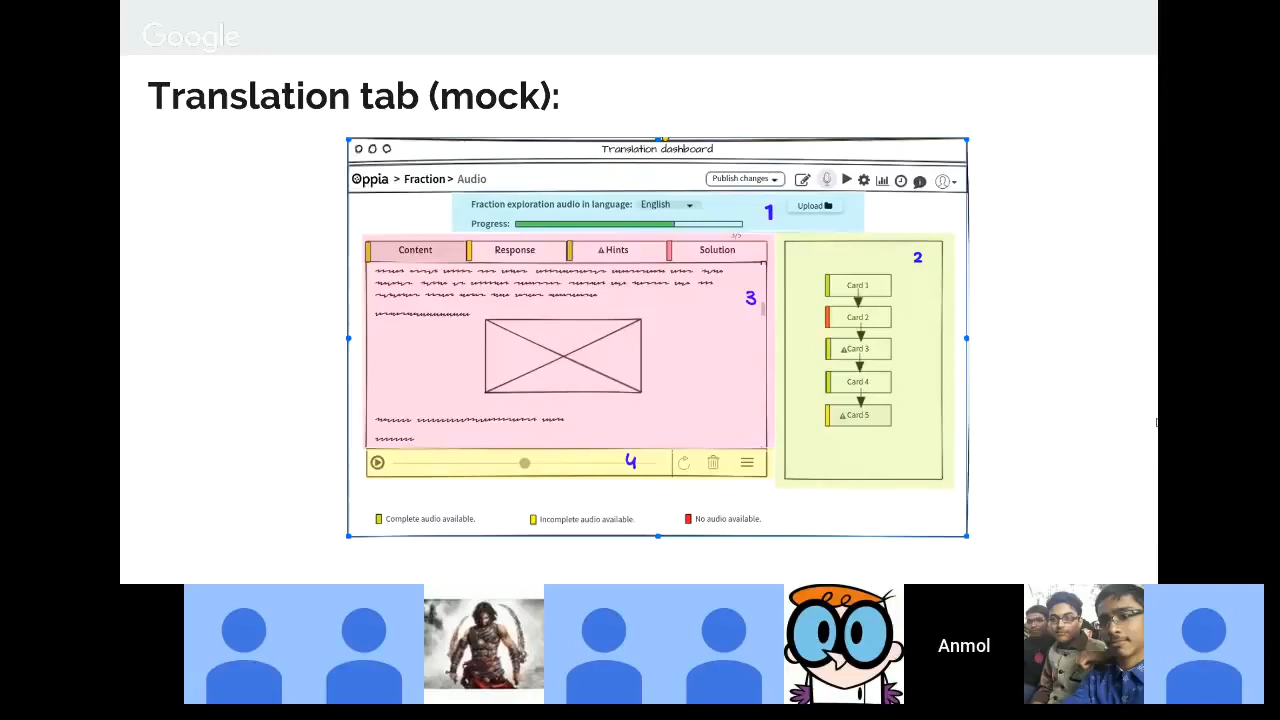 Google
Translation tab (mock):
Translation dashboard
Oppia > Fraction > Audio
Publish changes
Fraction exploration audio in language: English
1
Upload
Progress:
3/5
Content
Response
Hints
Solution
2
3
Card 1
Card 2
Card 3
Card 4
Card 5
4
Complete audio available.
Incomplete audio available.
No audio available.
Anmol